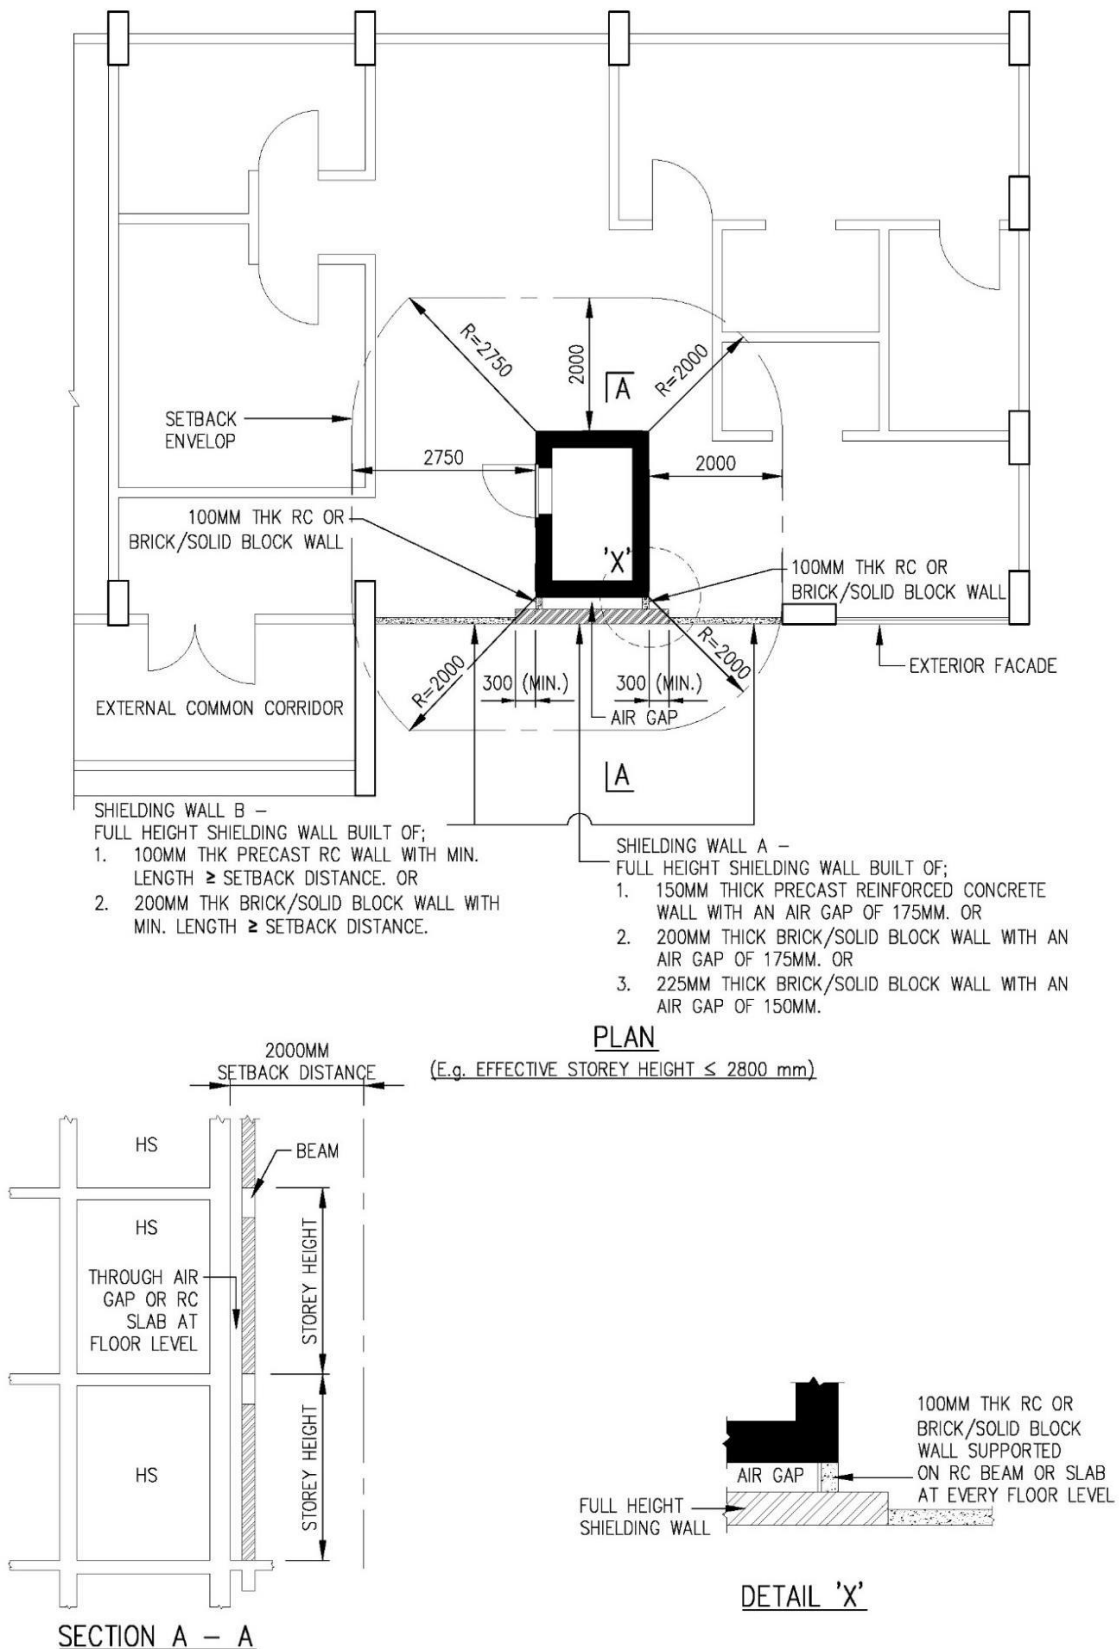 R=2750
2000
A
R=2000
SETBACK
ENVELOP
2750
2000
100MM THK RC OR
BRICK/SOLID BLOCK WALL
'X'
100MM THK RC OR
BRICK/SOLID BLOCK WALL
R=2000
300 (MIN.)
300 (MIN.)
R=2000
AIR GAP
EXTERIOR FACADE
EXTERNAL COMMON CORRIDOR
A
SHIELDING WALL B –
FULL HEIGHT SHIELDING WALL BUILT OF;
1. 100MM THK PRECAST RC WALL WITH MIN.
LENGTH ≥ SETBACK DISTANCE. OR
2. 200MM THK BRICK/SOLID BLOCK WALL WITH
MIN. LENGTH ≥ SETBACK DISTANCE.
SHIELDING WALL A –
FULL HEIGHT SHIELDING WALL BUILT OF;
1. 150MM THICK PRECAST REINFORCED CONCRETE
WALL WITH AN AIR GAP OF 175MM. OR
2. 200MM THICK BRICK/SOLID BLOCK WALL WITH AN
AIR GAP OF 175MM. OR
3. 225MM THICK BRICK/SOLID BLOCK WALL WITH AN
AIR GAP OF 150MM.
PLAN
(E.g. EFFECTIVE STOREY HEIGHT ≤ 2800 mm)
2000MM
SETBACK DISTANCE
HS
BEAM
HS
STOREY HEIGHT
THROUGH AIR
GAP OR RC
SLAB AT
FLOOR LEVEL
HS
STOREY HEIGHT
SECTION A – A
100MM THK RC OR
BRICK/SOLID BLOCK
WALL SUPPORTED
ON RC BEAM OR SLAB
AT EVERY FLOOR LEVEL
AIR GAP
FULL HEIGHT
SHIELDING WALL
DETAIL 'X'